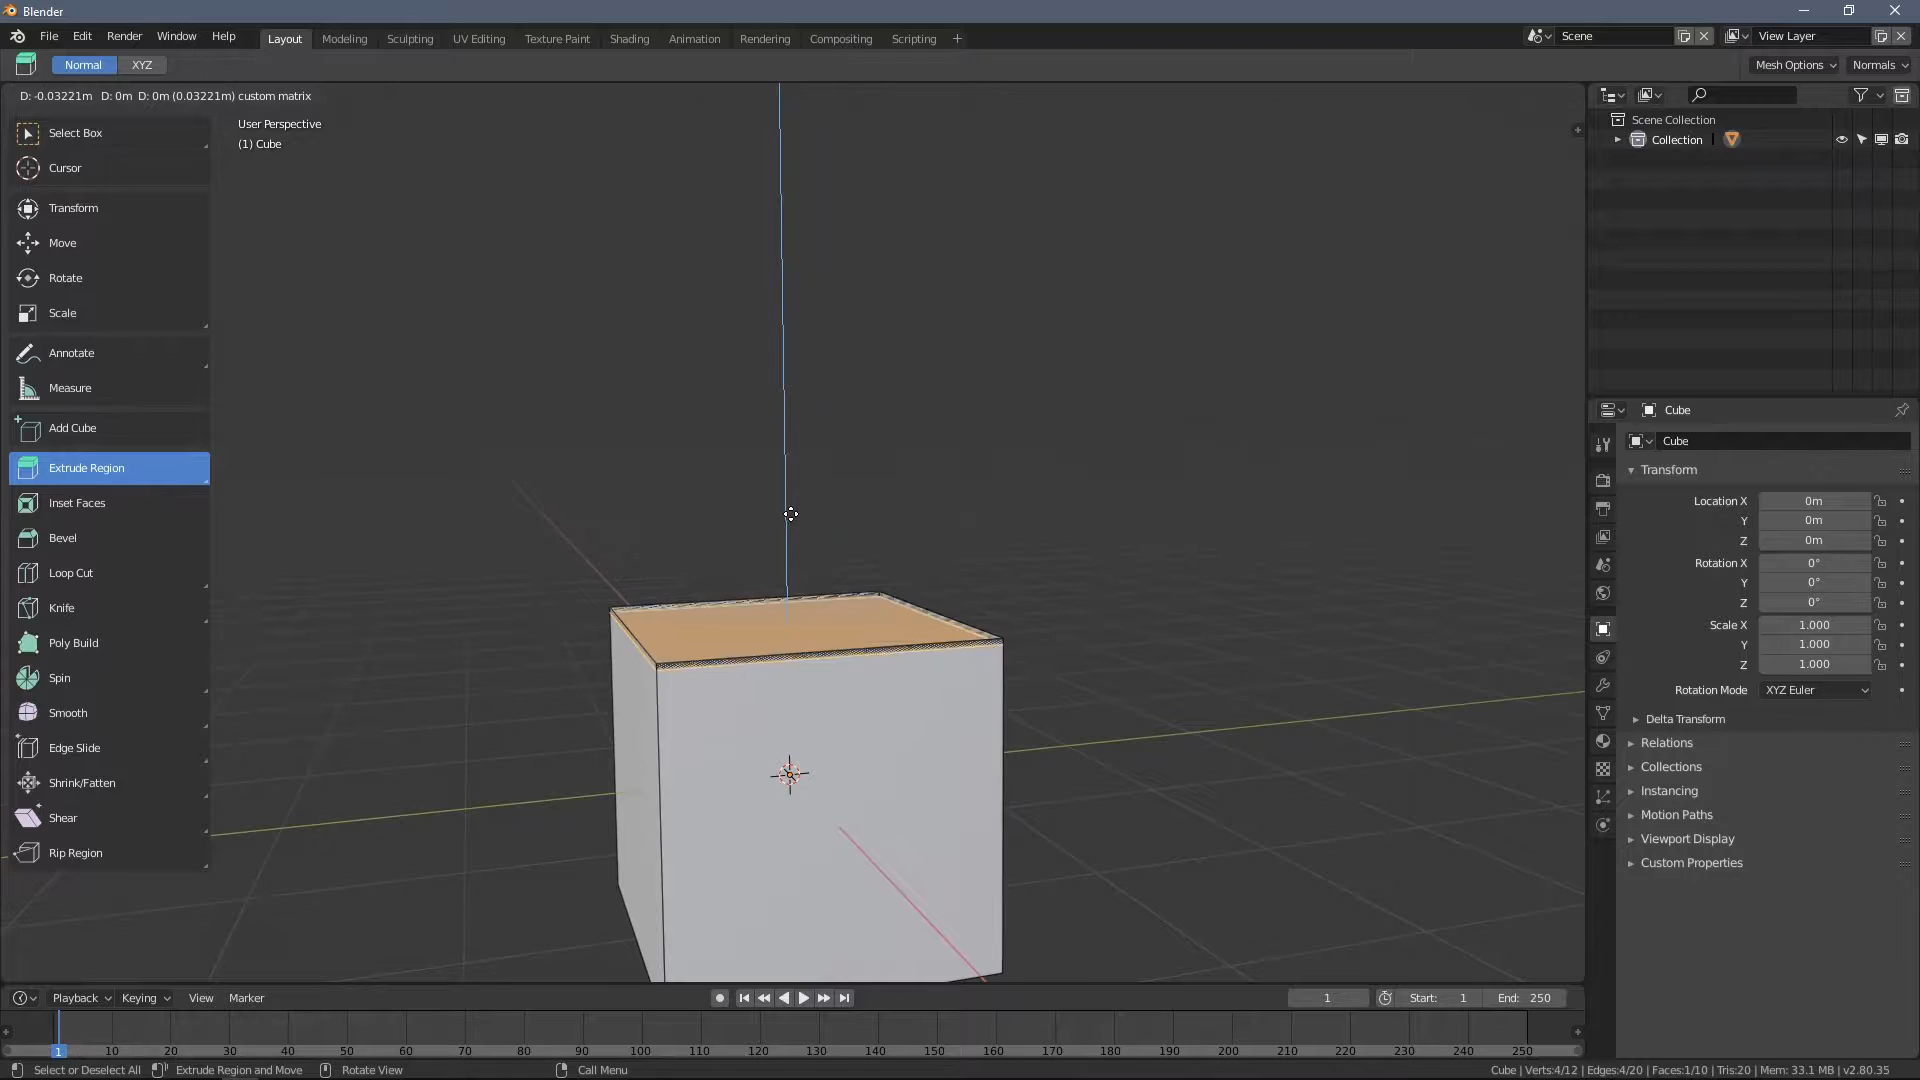 Blender
File Edit Render Window Help Layout Modeling Sculpting UV Editing Texture Paint Shading Animation Rendering Compositing Scripting + Scene View Layer
Normal XYZ Mesh Options Normals
D: -0.03221m D: 0m D: 0m (0.03221m) custom matrix
User Perspective
(1) Cube
Select Box
Cursor
Transform
Move
Rotate
Scale
Annotate
Measure
Add Cube
Extrude Region
Inset Faces
Bevel
Loop Cut
Knife
Poly Build
Spin
Smooth
Edge Slide
Shrink/Fatten
Shear
Rip Region
Scene Collection
Collection
Cube
Cube
Transform
Location X 0m
Y 0m
Z 0m
Rotation X 0°
Y 0°
Z 0°
Scale X 1.000
Y 1.000
Z 1.000
Rotation Mode XYZ Euler
Delta Transform
Relations
Collections
Instancing
Motion Paths
Viewport Display
Custom Properties
Playback Keying View Marker 1 Start: 1 End: 250
1 10 20 30 40 50 60 70 80 90 100 110 120 130 140 150 160 170 180 190 200 210 220 230 240 250
Select or Deselect All Extrude Region and Move Rotate View Call Menu Cube | Verts:4/12 | Edges:4/20 | Faces:1/10 | Tris:20 | Mem: 33.1 MB | v2.80.35